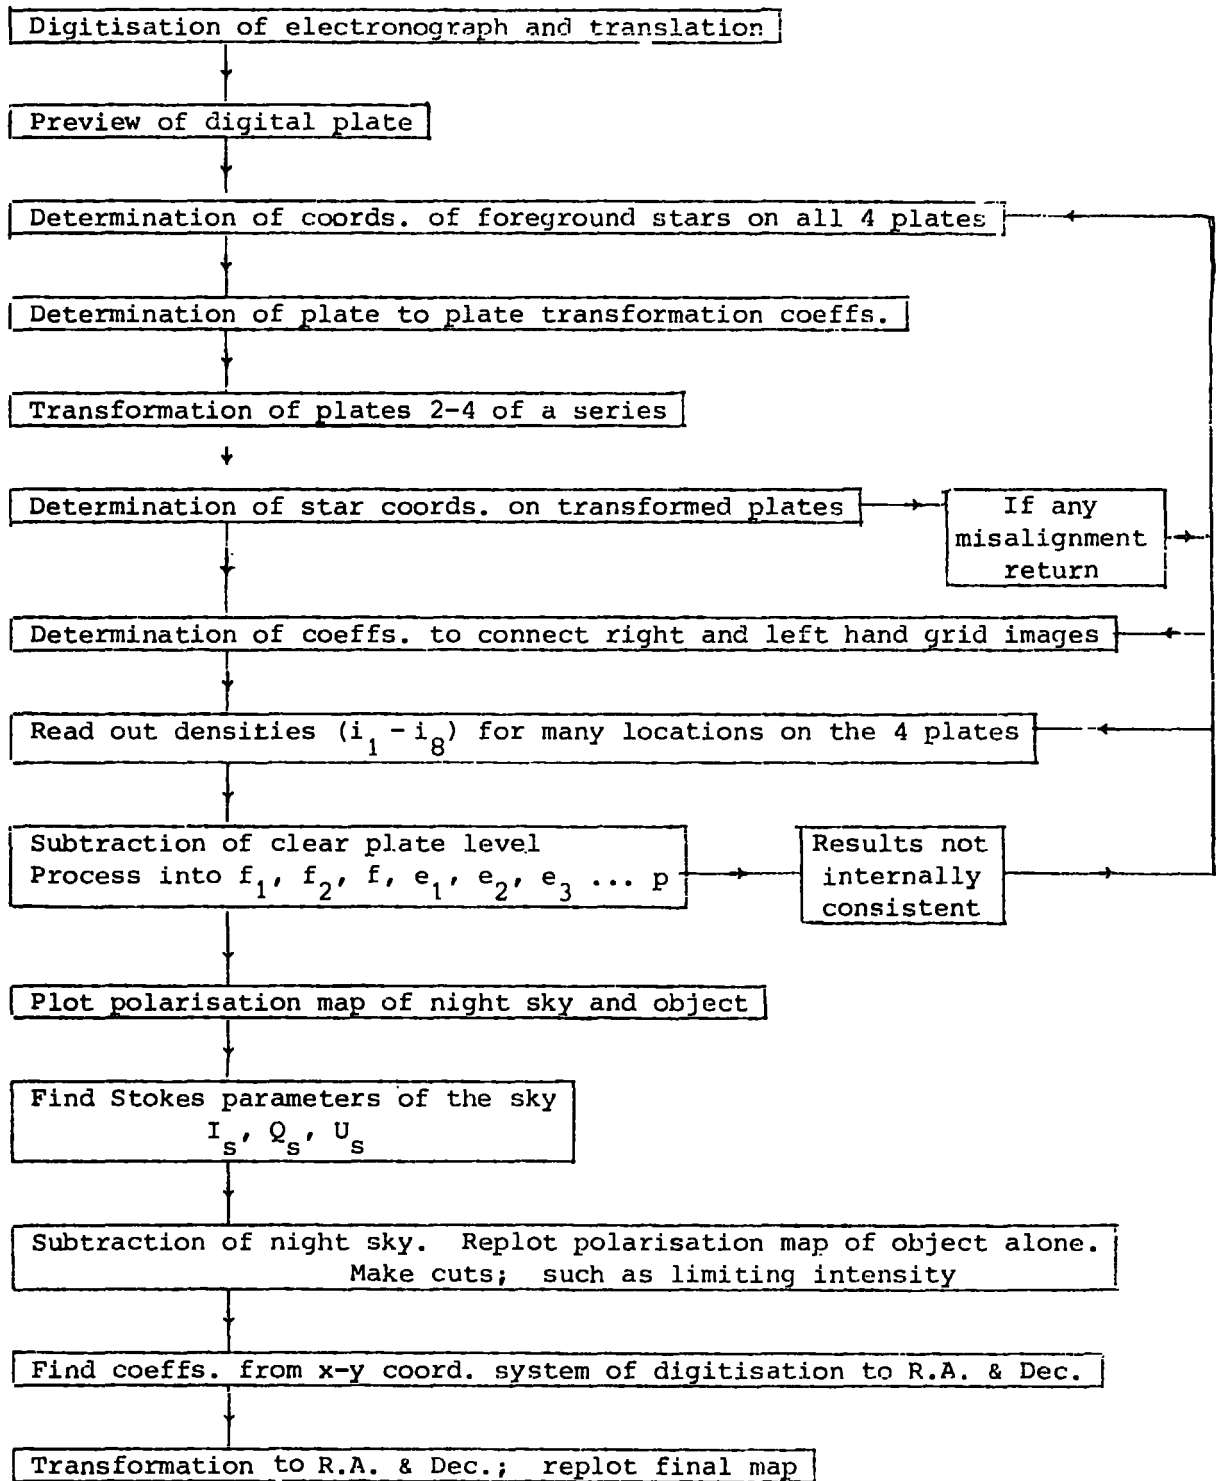 Digitisation of electronograph and translation
Preview of digital plate
Determination of coords. of foreground stars on all 4 plates
Determination of plate to plate transformation coeffs.
Transformation of plates 2-4 of a series
Determination of star coords. on transformed plates
If any
misalignment
return
Determination of coeffs. to connect right and left hand grid images
Read out densities (i₁ - i₈) for many locations on the 4 plates
Subtraction of clear plate level
Process into f₁, f₂, f, e₁, e₂, e₃ ... p
Results not
internally
consistent
Plot polarisation map of night sky and object
Find Stokes parameters of the sky
Iₛ, Qₛ, Uₛ
Subtraction of night sky. Replot polarisation map of object alone.
Make cuts; such as limiting intensity
Find coeffs. from x-y coord. system of digitisation to R.A. & Dec.
Transformation to R.A. & Dec.; replot final map